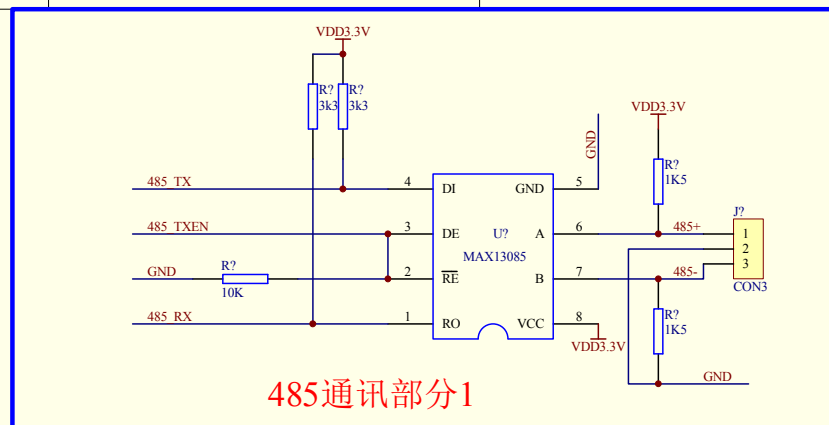 VDD3.3V
R?
3k3
R?
3k3
VDD3.3V
GND
R?
1K5
485_TX
4
DI
GND
5
J?
485_TXEN
3
DE
U?
A
6
485+
1
2
3
MAX13085
GND
R?
10K
2
RE
B
7
485-
CON3
485_RX
1
RO
VCC
8
VDD3.3V
R?
1K5
GND
485通讯部分1